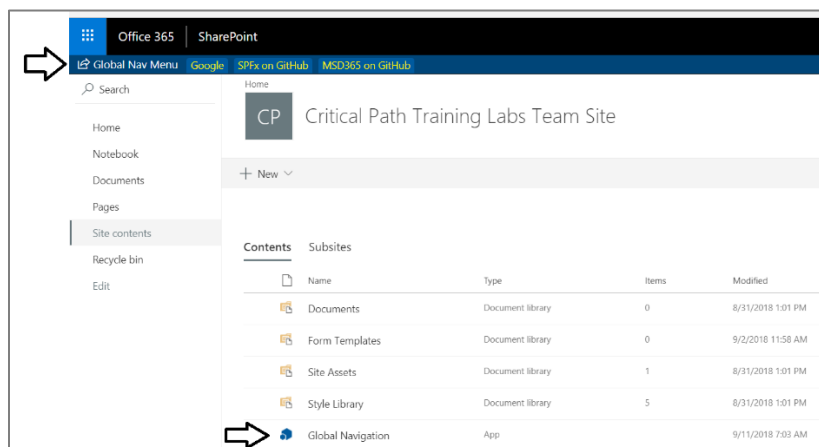 Office 365 SharePoint
Global Nav Menu Google SPFx on GitHub MSD365 on GitHub
Search
Home
Notebook
Documents
Pages
Site contents
Recycle bin
Edit
Home
CP Critical Path Training Labs Team Site
New
Contents Subsites
Name Type Items Modified
Documents Document library 0 8/31/2018 1:01 PM
Form Templates Document library 0 9/2/2018 11:58 AM
Site Assets Document library 1 8/31/2018 1:01 PM
Style Library Document library 5 8/31/2018 1:01 PM
Global Navigation App 9/11/2018 7:03 AM